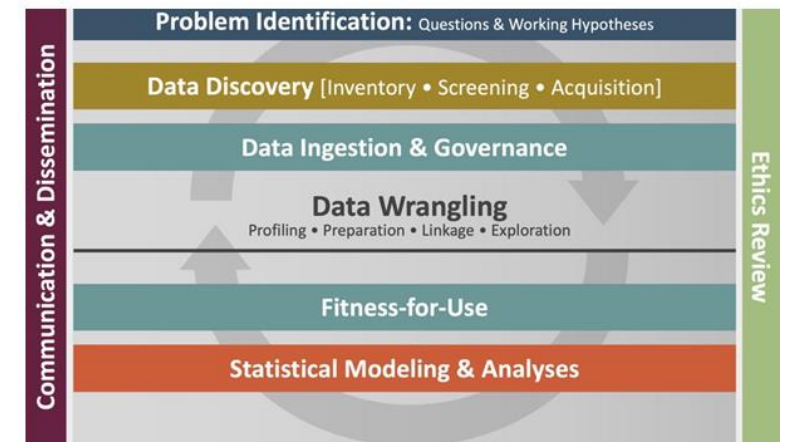 Problem Identification: Questions & Working Hypotheses
Data Discovery [Inventory • Screening • Acquisition]
Data Ingestion & Governance
Data Wrangling
Profiling • Preparation • Linkage • Exploration
Fitness-for-Use
Statistical Modeling & Analyses
Communication & Dissemination
Ethics Review